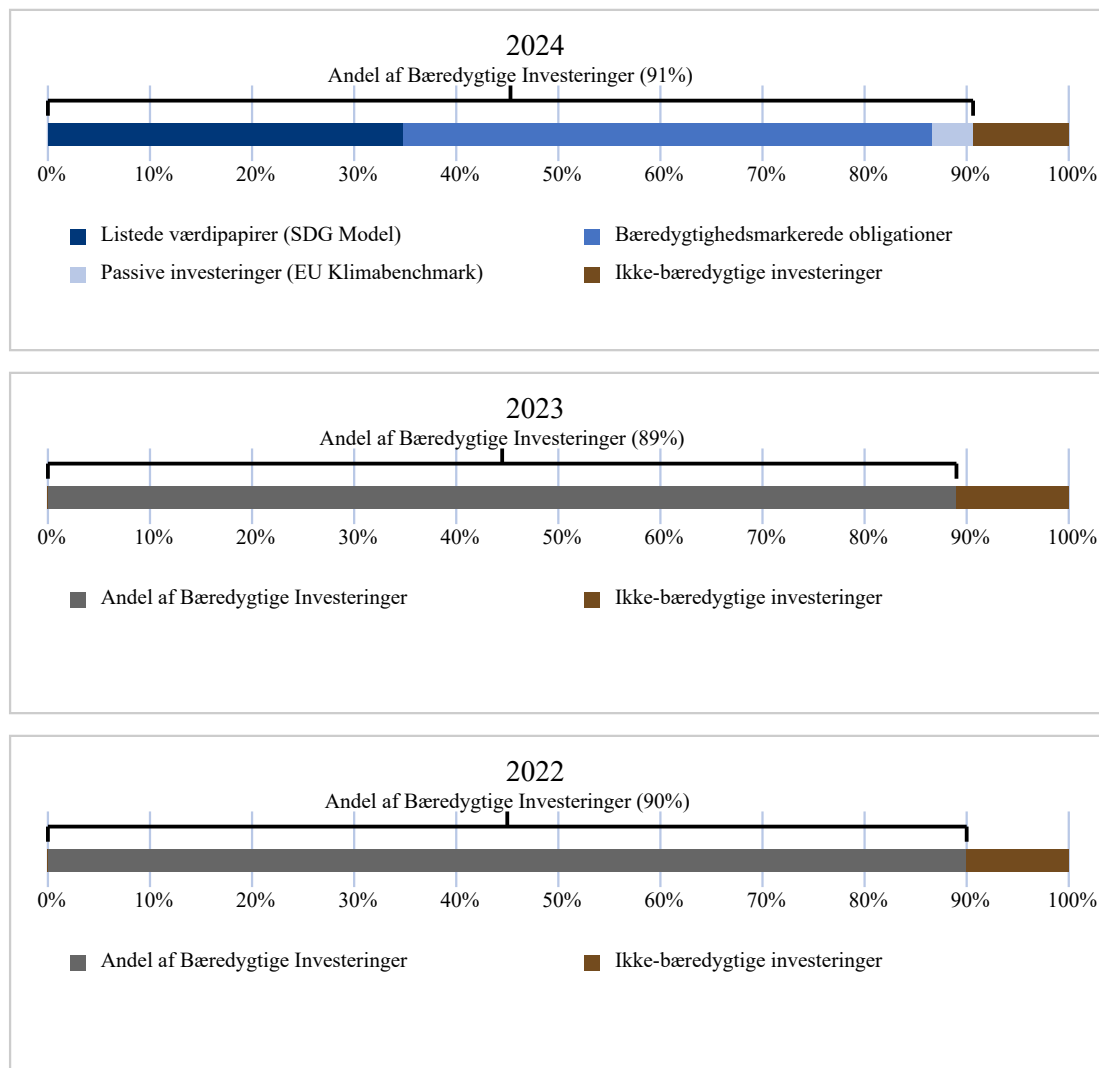 2024
Andel af Bæredygtige Investeringer (91%)
0% 10% 20% 30% 40% 50% 60% 70% 80% 90% 100%
Listede værdipapirer (SDG Model) Bæredygtighedsmarkerede obligationer
Passive investeringer (EU Klimabenchmark) Ikke-bæredygtige investeringer
2023
Andel af Bæredygtige Investeringer (89%)
0% 10% 20% 30% 40% 50% 60% 70% 80% 90% 100%
Andel af Bæredygtige Investeringer Ikke-bæredygtige investeringer
2022
Andel af Bæredygtige Investeringer (90%)
0% 10% 20% 30% 40% 50% 60% 70% 80% 90% 100%
Andel af Bæredygtige Investeringer Ikke-bæredygtige investeringer